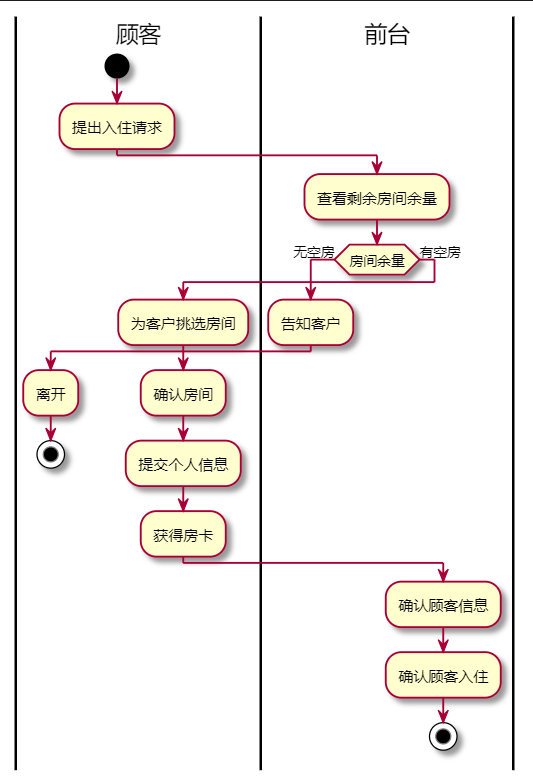 顾客
前台
提出入住请求
查看剩余房间余量
无空房
房间余量
有空房
为客户挑选房间
告知客户
离开
确认房间
提交个人信息
获得房卡
确认顾客信息
确认顾客入住